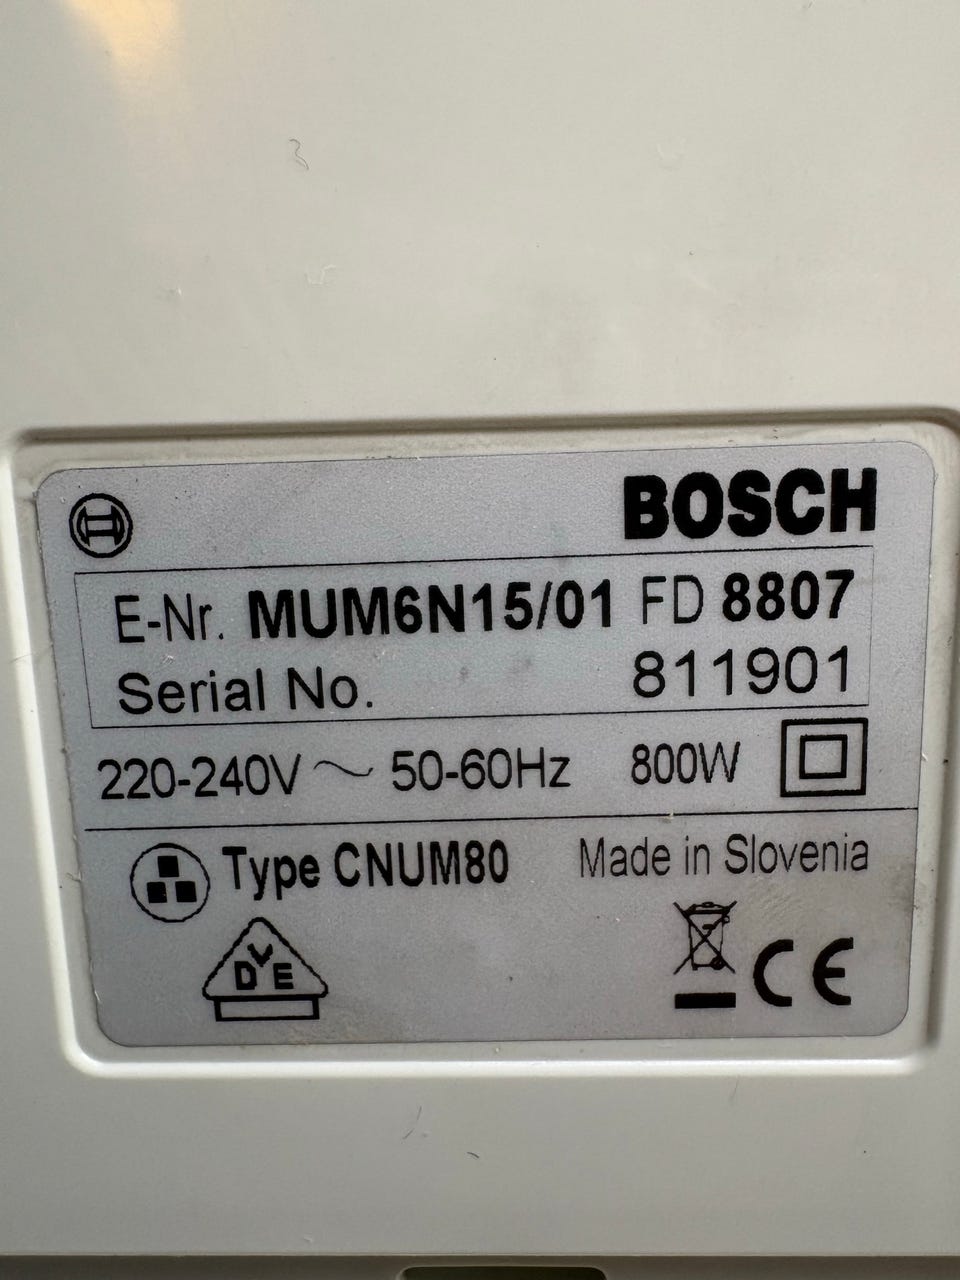 BOSCH
E-Nr. MUM6N15/01 FD 8807
Serial No. 811901
220-240V ~ 50-60Hz 800W
Type CNUM80 Made in Slovenia
DVE
CE